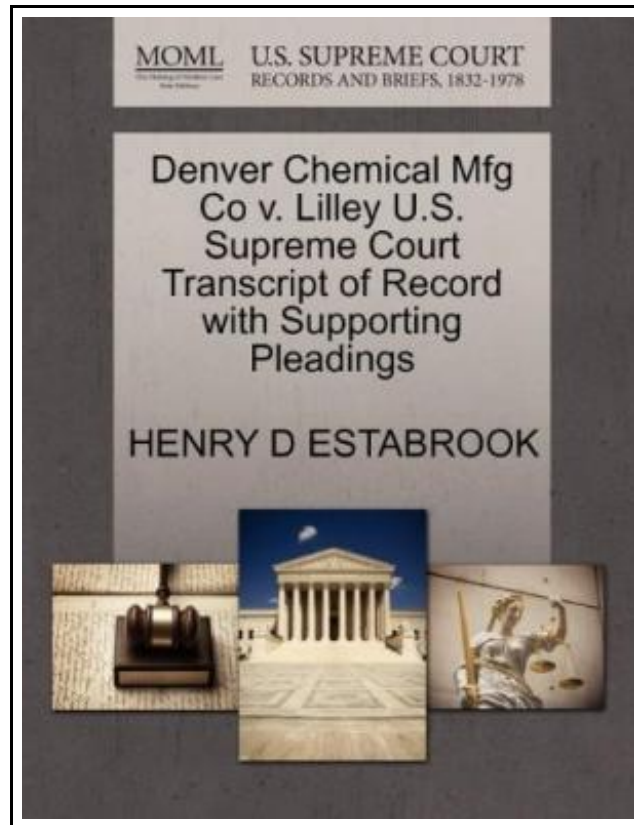 MOML
U.S. SUPREME COURT
RECORDS AND BRIEFS, 1832-1978
Denver Chemical Mfg
Co v. Lilley U.S.
Supreme Court
Transcript of Record
with Supporting
Pleadings
HENRY D ESTABROOK